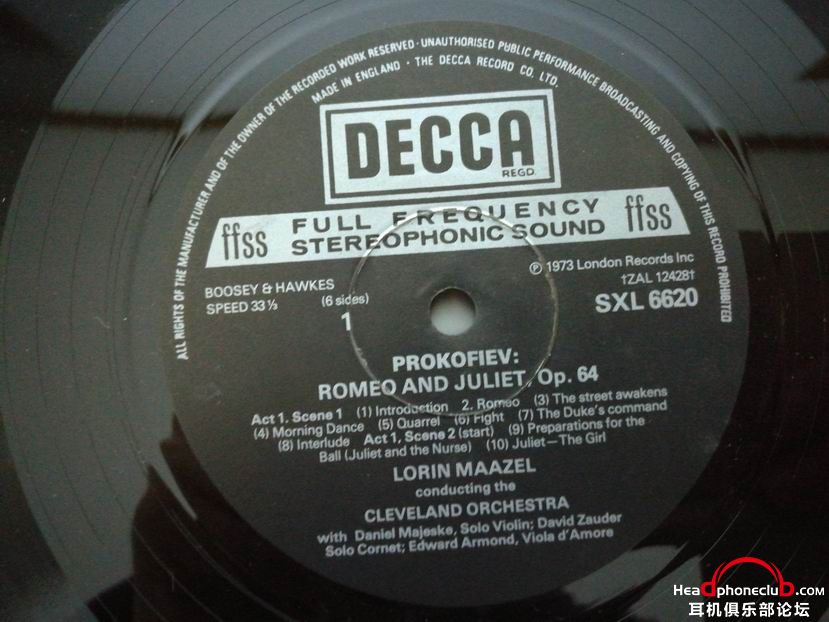 ALL RIGHTS OF THE MANUFACTURER AND OF THE OWNER OF THE RECORDED WORK RESERVED · UNAUTHORISED PUBLIC PERFORMANCE BROADCASTING AND COPYING OF THIS RECORD PROHIBITED
MADE IN ENGLAND · THE DECCA RECORD CO. LTD.
DECCA
REGD.
ffss FULL FREQUENCY ffss
STEREOPHONIC SOUND
℗ 1973 London Records Inc
BOOSEY & HAWKES
†ZAL 12428†
SPEED 33⅓ (6 sides)
SXL 6620
1
PROKOFIEV:
ROMEO AND JULIET, Op. 64
Act 1. Scene 1 (1) Introduction 2. Romeo (3) The street awakens
(4) Morning Dance (5) Quarrel (6) Fight (7) The Duke's command
(8) Interlude Act 1, Scene 2 (start) (9) Preparations for the
Ball (Juliet and the Nurse) (10) Juliet—The Girl
LORIN MAAZEL
conducting the
CLEVELAND ORCHESTRA
with Daniel Majeske, Solo Violin; David Zauder
Solo Cornet; Edward Armond, Viola d'Amore
HeadphoneclubD.com
耳机俱乐部论坛